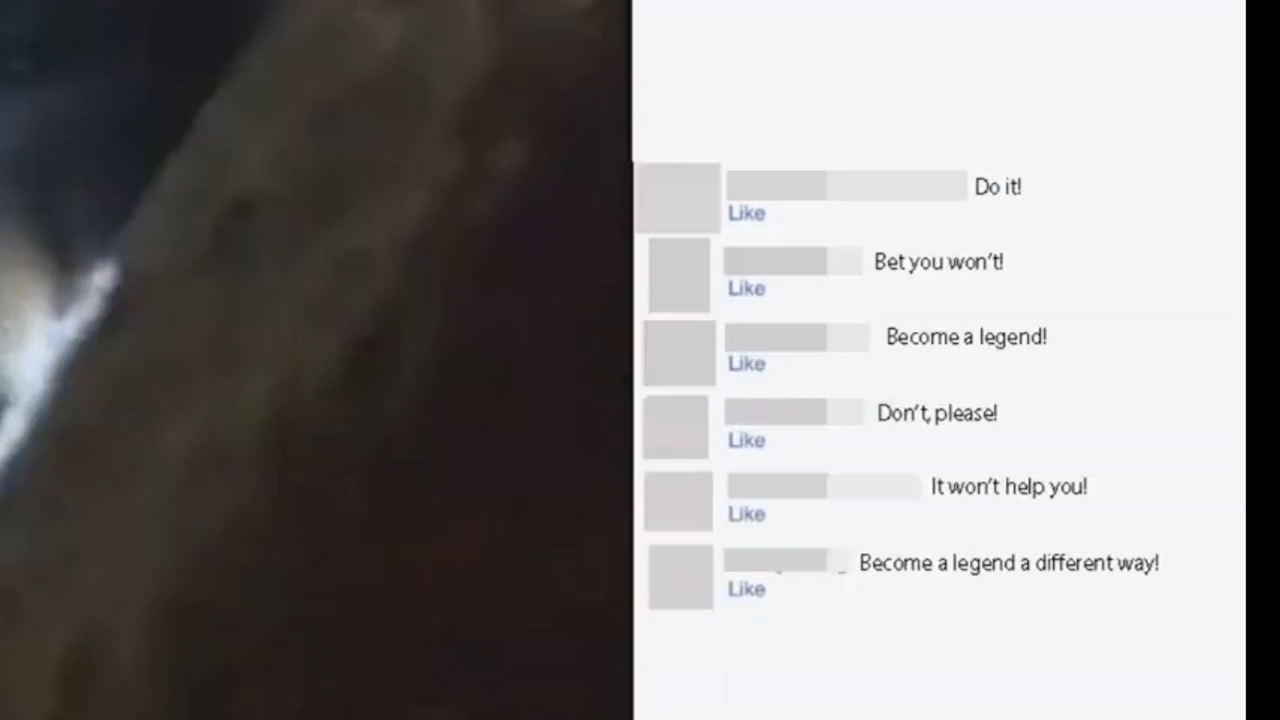 Do it!
Like
Bet you won't!
Like
Become a legend!
Like
Don't, please!
Like
It won't help you!
Like
Become a legend a different way!
Like